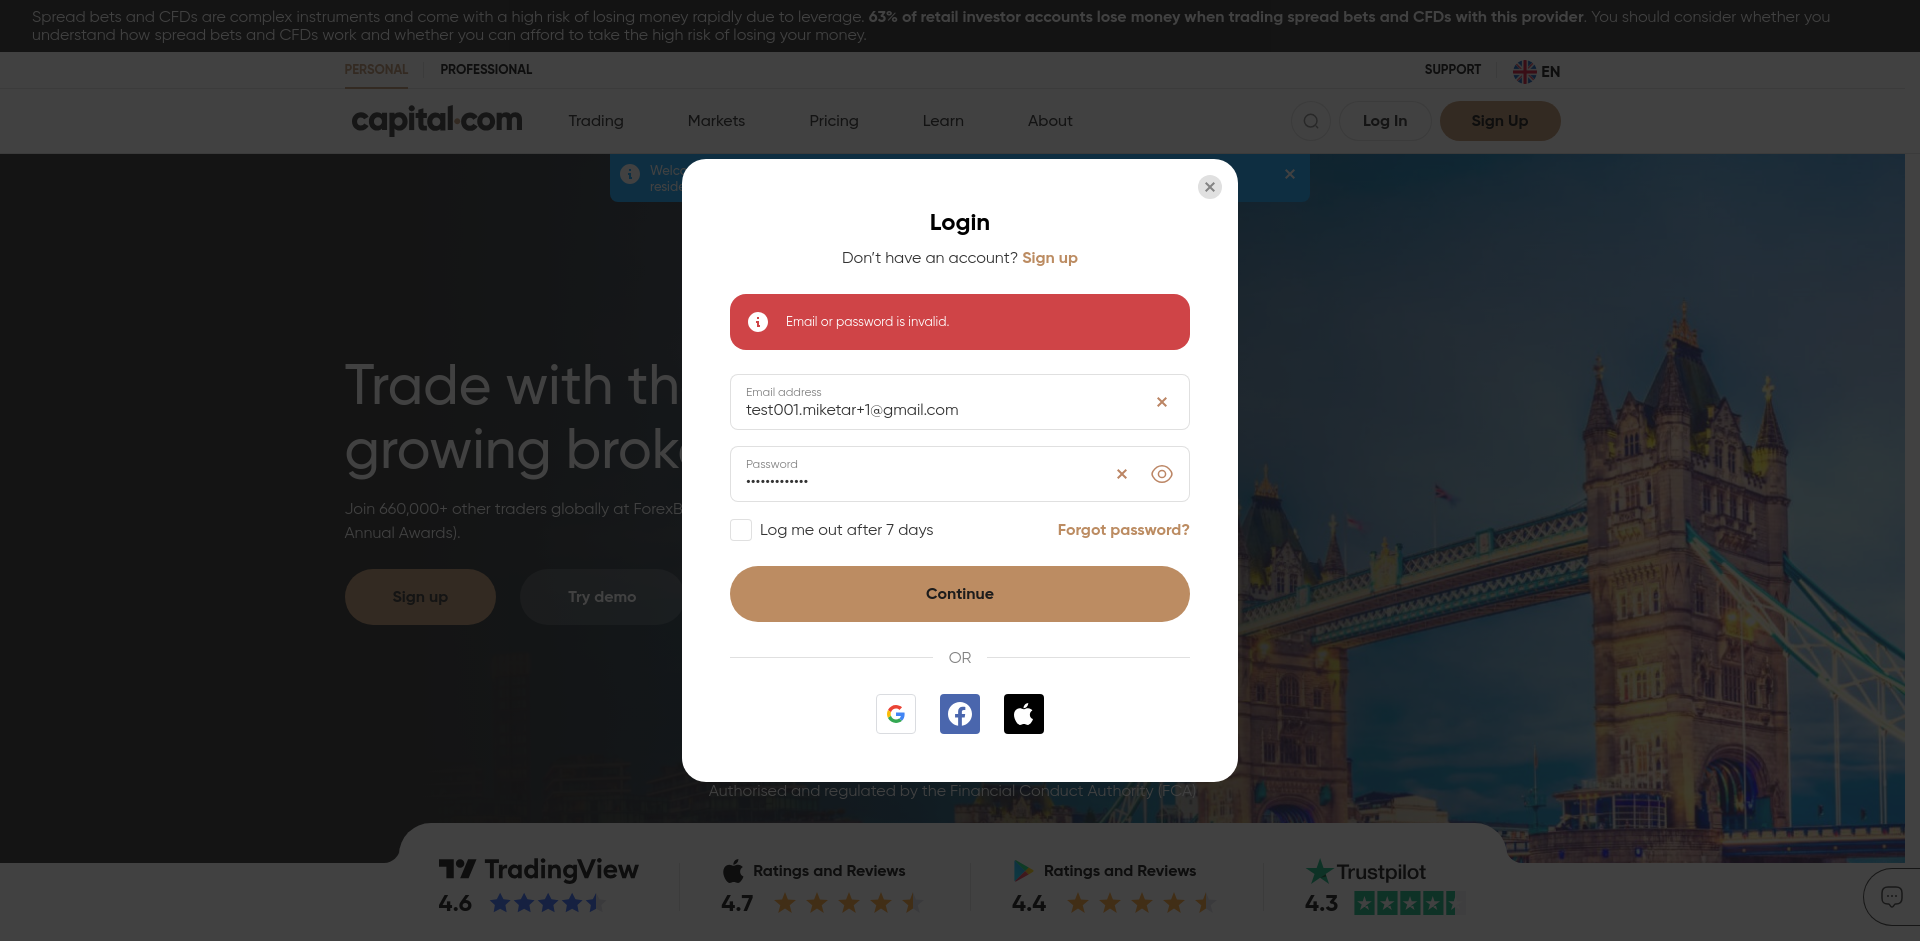 Spread bets and CFDs are complex instruments and come with a high risk of losing money rapidly due to leverage. 63% of retail investor accounts lose money when trading spread bets and CFDs with this provider. You should consider whether you
understand how spread bets and CFDs work and whether you can afford to take the high risk of losing your money.
PERSONAL PROFESSIONAL SUPPORT EN
capital.com Trading Markets Pricing Learn About Log In Sign Up
Login
Don't have an account? Sign up
Email or password is invalid.
Email address
test001.miketar+1@gmail.com
Password
•••••••••••••
Log me out after 7 days Forgot password?
Continue
OR
Trade with th
growing brok
Join 660,000+ other traders globally at ForexB
Annual Awards).
Sign up Try demo
Authorised and regulated by the Financial Conduct Authority (FCA)
TradingView Ratings and Reviews Ratings and Reviews Trustpilot
4.6 4.7 4.4 4.3